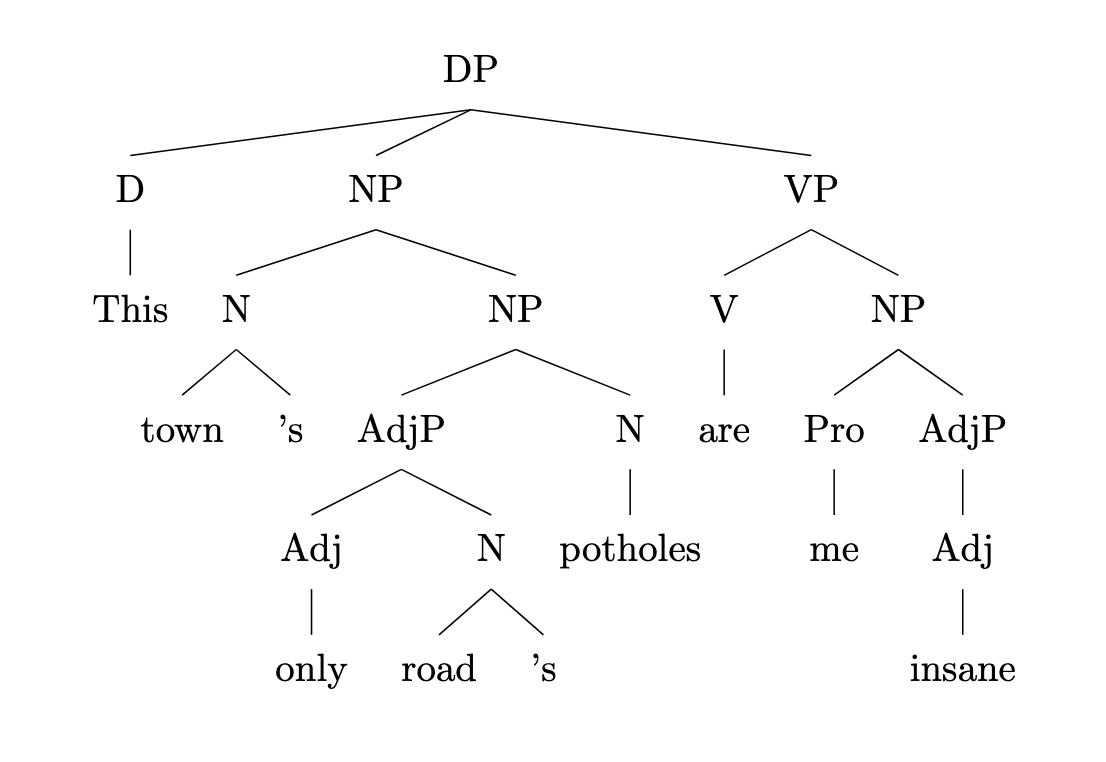 DP
D NP VP
This N NP V NP
town ’s AdjP N are Pro AdjP
Adj N potholes me Adj
only road ’s insane